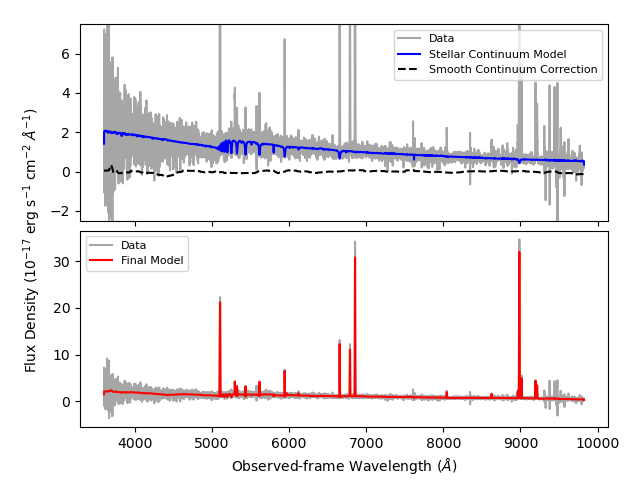 6
4
2
0
−2
Data
Stellar Continuum Model
Smooth Continuum Correction
Flux Density (10⁻¹⁷ erg s⁻¹ cm⁻² Å⁻¹)
30
20
10
0
Data
Final Model
4000 5000 6000 7000 8000 9000 10000
Observed-frame Wavelength (Å)